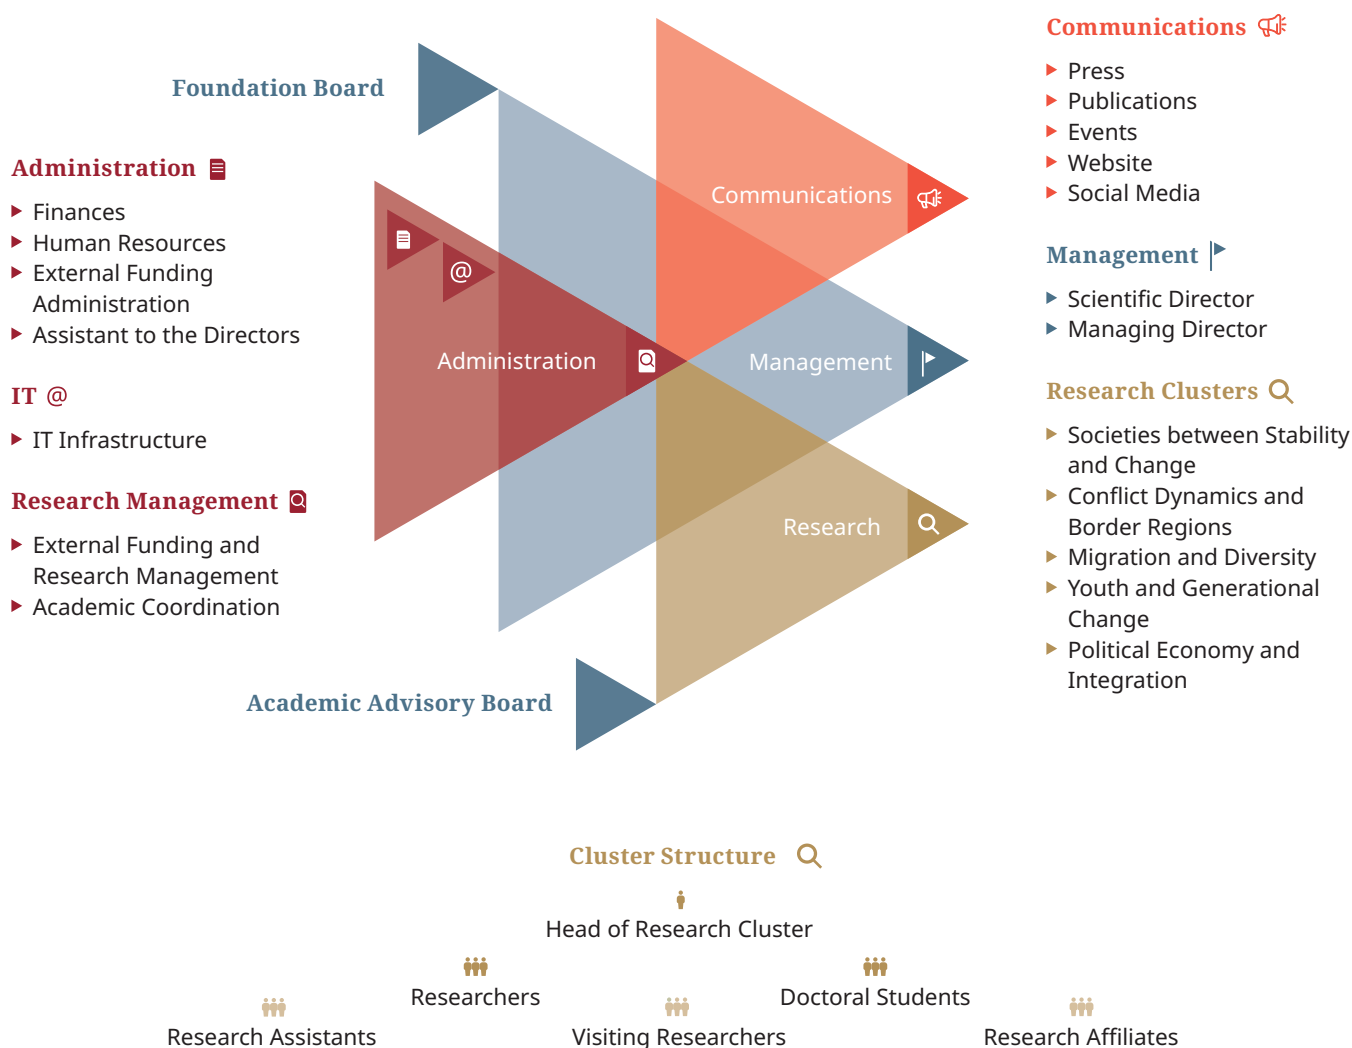 Foundation Board
Administration
Finances
Human Resources
External Funding
Administration
Assistant to the Directors
IT @
IT Infrastructure
Research Management
External Funding and
Research Management
Academic Coordination
Academic Advisory Board
@
Communications
Administration
Management
Research
Communications
Press
Publications
Events
Website
Social Media
Management
Scientific Director
Managing Director
Research Clusters
Societies between Stability
and Change
Conflict Dynamics and
Border Regions
Migration and Diversity
Youth and Generational
Change
Political Economy and
Integration
Cluster Structure
Head of Research Cluster
Researchers
Doctoral Students
Research Assistants
Visiting Researchers
Research Affiliates